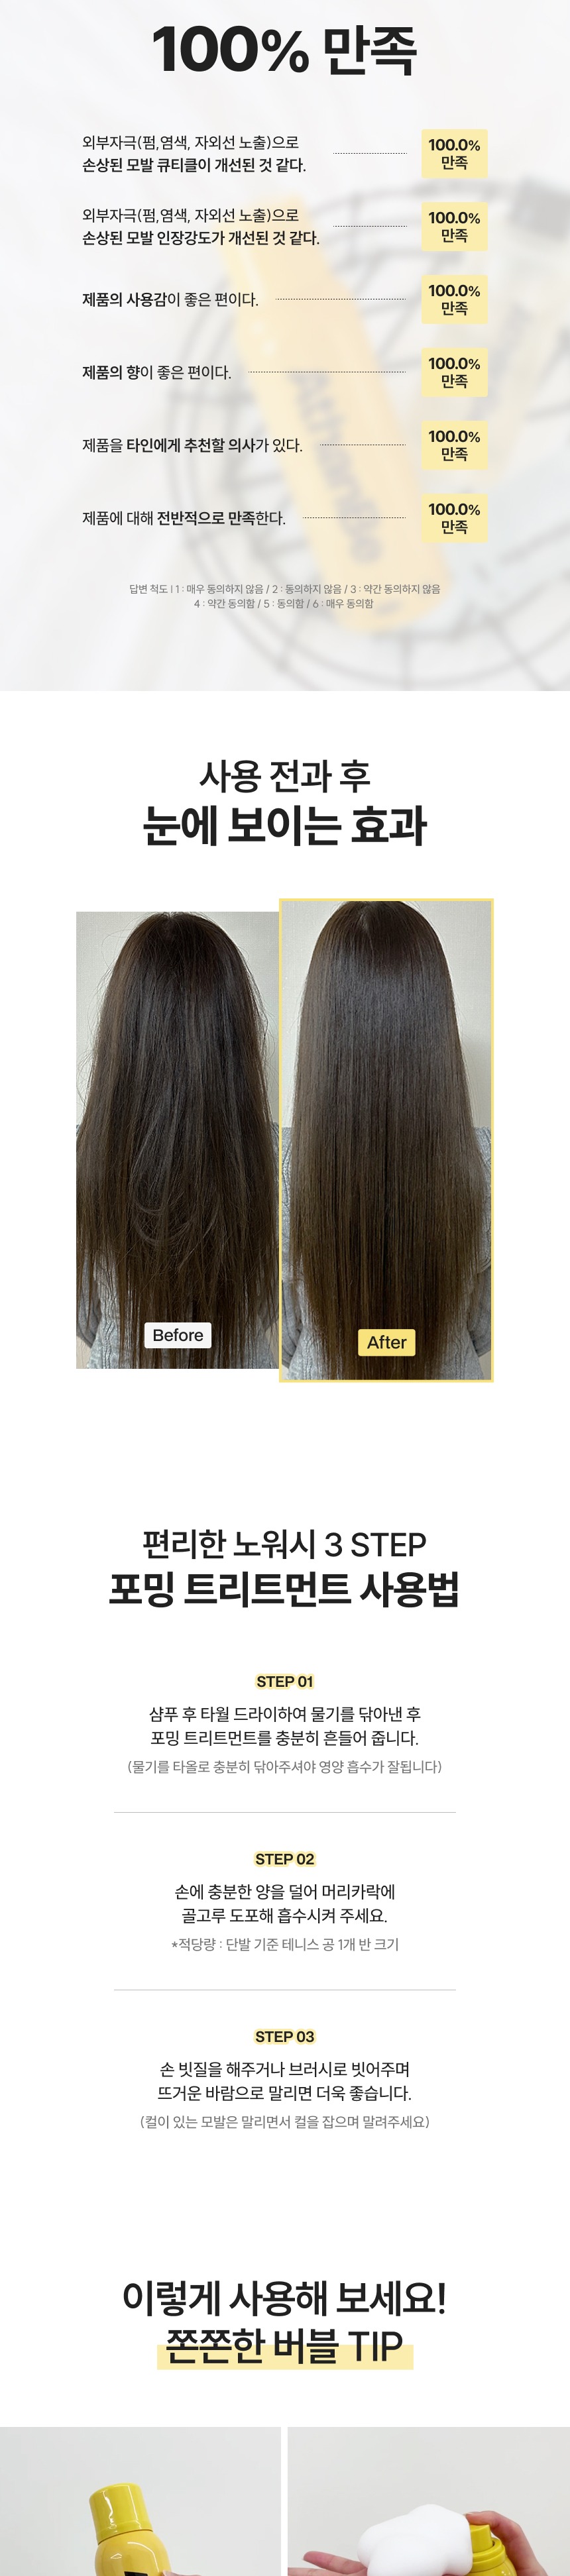 100% 만족
외부자극(펌,염색, 자외선 노출)으로
손상된 모발 큐티클이 개선된 것 같다.
100.0%
만족
외부자극(펌,염색, 자외선 노출)으로
손상된 모발 인장강도가 개선된 것 같다.
100.0%
만족
제품의 사용감이 좋은 편이다.
100.0%
만족
제품의 향이 좋은 편이다.
100.0%
만족
제품을 타인에게 추천할 의사가 있다.
100.0%
만족
제품에 대해 전반적으로 만족한다.
100.0%
만족
답변 척도 | 1 : 매우 동의하지 않음 / 2 : 동의하지 않음 / 3 : 약간 동의하지 않음
4 : 약간 동의함 / 5 : 동의함 / 6 : 매우 동의함
사용 전과 후
눈에 보이는 효과
Before
After
편리한 노워시 3 STEP
포밍 트리트먼트 사용법
STEP 01
샴푸 후 타월 드라이하여 물기를 닦아낸 후
포밍 트리트먼트를 충분히 흔들어 줍니다.
(물기를 타올로 충분히 닦아주셔야 영양 흡수가 잘됩니다)
STEP 02
손에 충분한 양을 덜어 머리카락에
골고루 도포해 흡수시켜 주세요.
*적당량 : 단발 기준 테니스 공 1개 반 크기
STEP 03
손 빗질을 해주거나 브러시로 빗어주며
뜨거운 바람으로 말리면 더욱 좋습니다.
(컬이 있는 모발은 말리면서 컬을 잡으며 말려주세요)
이렇게 사용해 보세요!
쫀쫀한 버블 TIP